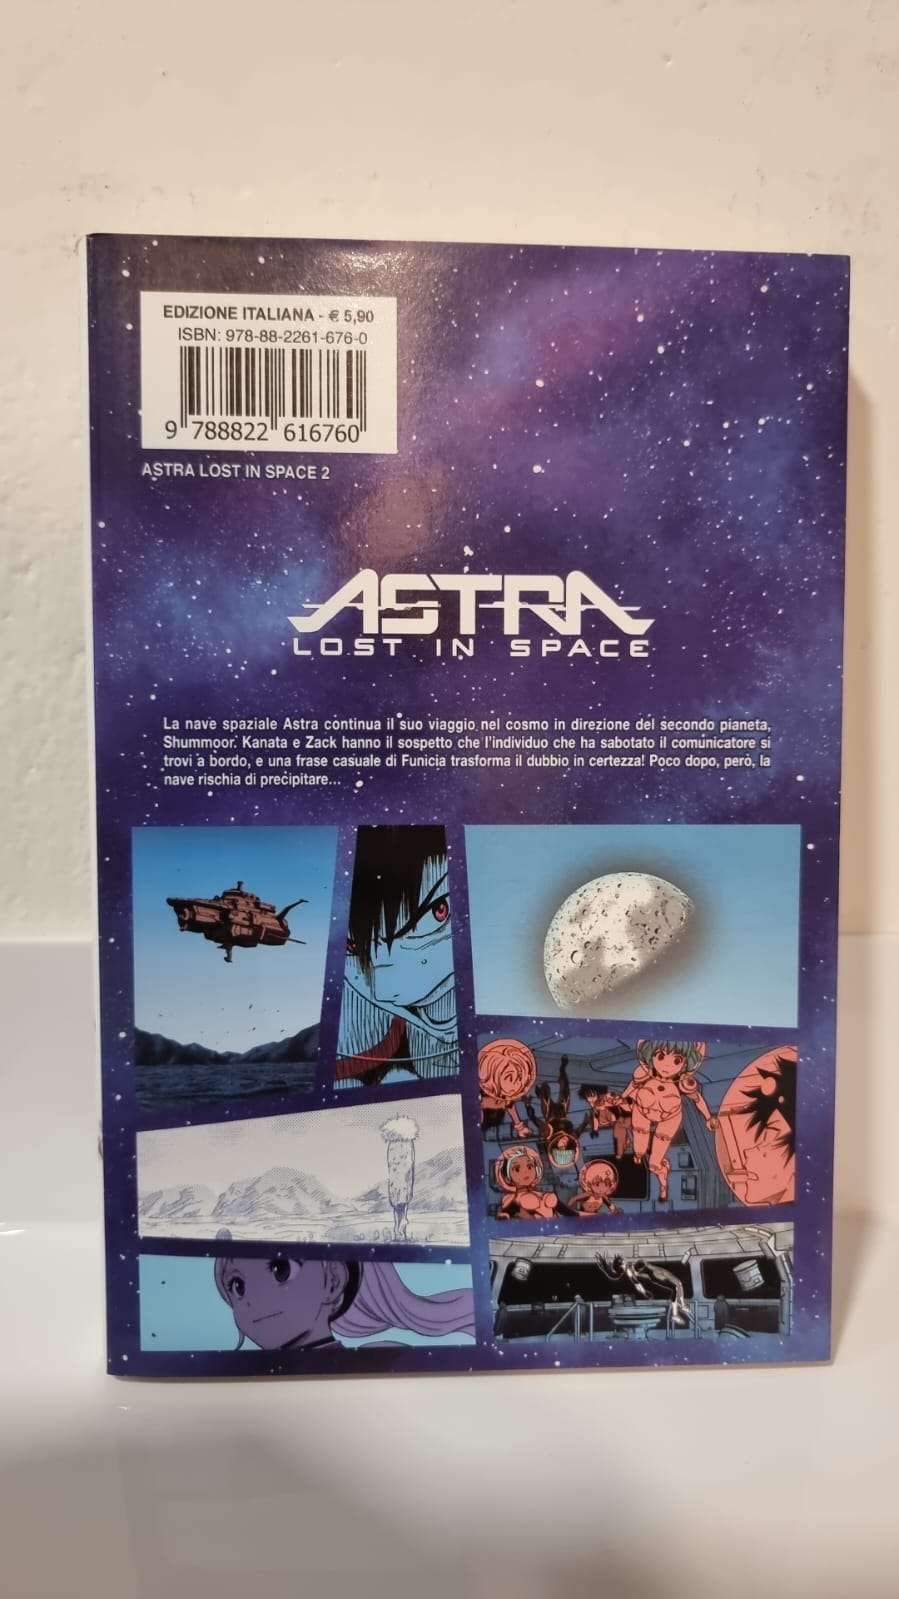 EDIZIONE ITALIANA - € 5,90
ISBN: 978-88-2261-676-0
9 788822 616760
ASTRA LOST IN SPACE 2
ASTRA
LOST IN SPACE
La nave spaziale Astra continua il suo viaggio nel cosmo in direzione del secondo pianeta,
Shummoor. Kanata e Zack hanno il sospetto che l'individuo che ha sabotato il comunicatore si
trovi a bordo, e una frase casuale di Funicia trasforma il dubbio in certezza! Poco dopo, però, la
nave rischia di precipitare...